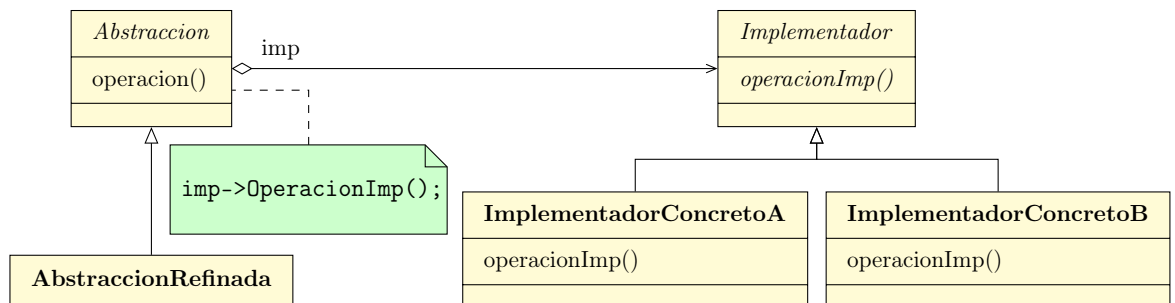 Abstraccion
operacion()
imp
Implementador
operacionImp()
imp->OperacionImp();
AbstraccionRefinada
ImplementadorConcretoA
operacionImp()
ImplementadorConcretoB
operacionImp()